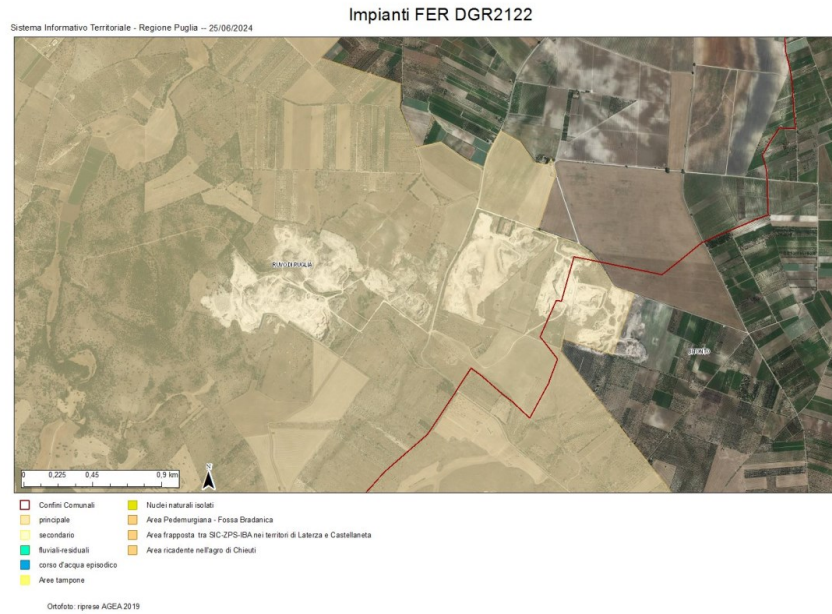 Impianti FER DGR2122
Sistema Informativo Territoriale - Regione Puglia -- 25/06/2024
RUVO DI PUGLIA
BITONTO
N
0 0,225 0,45 0,9 km
Confini Comunali
principale
secondario
fluviali-residuali
corso d'acqua episodico
Aree tampone
Nuclei naturali isolati
Area Pedemurgiana - Fossa Bradanica
Area frapposta tra SIC-ZPS-IBA nei territori di Laterza e Castellaneta
Area ricadente nell'agro di Chieuti
Ortofoto: riprese AGEA 2019